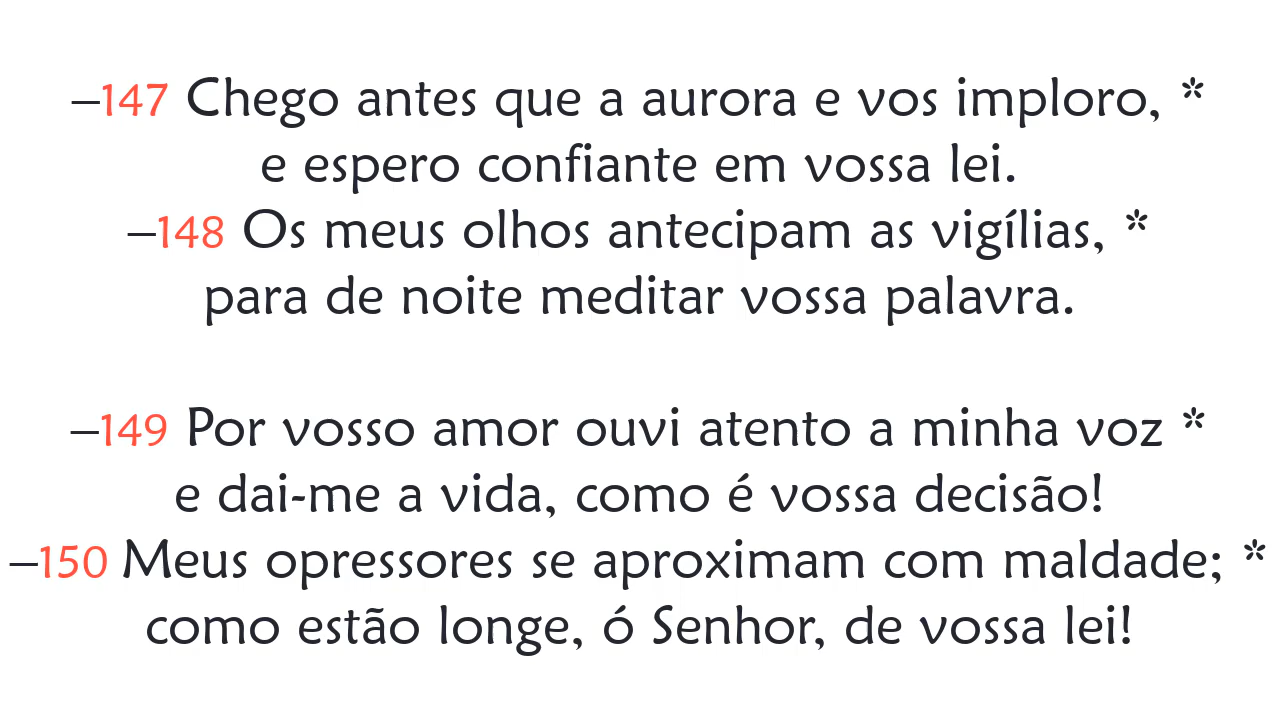 –147 Chego antes que a aurora e vos imploro, *
e espero confiante em vossa lei.
–148 Os meus olhos antecipam as vigílias, *
para de noite meditar vossa palavra.
–149 Por vosso amor ouvi atento a minha voz *
e dai-me a vida, como é vossa decisão!
–150 Meus opressores se aproximam com maldade; *
como estão longe, ó Senhor, de vossa lei!